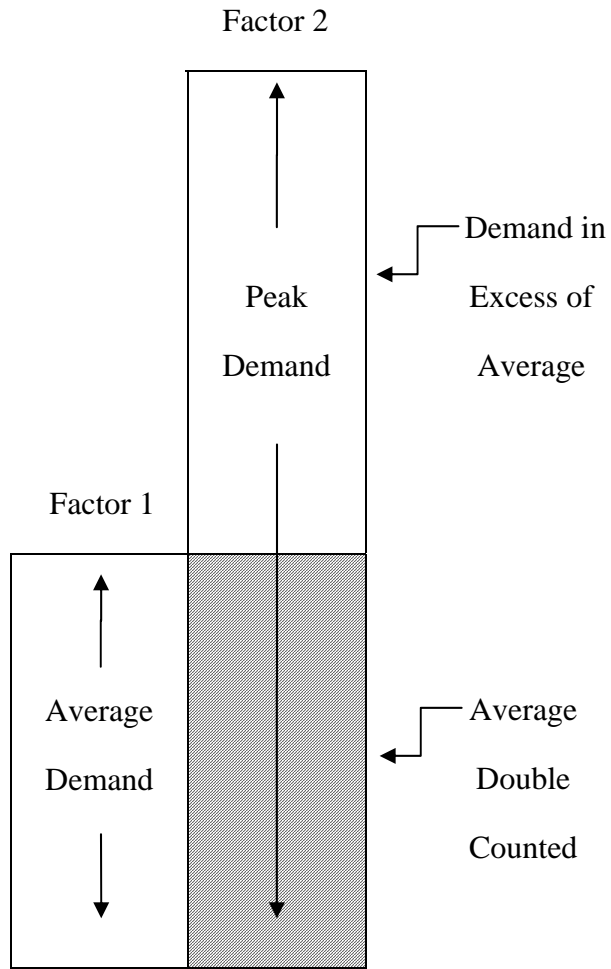 Factor 2
Demand in
Excess of
Average
Peak
Demand
Factor 1
Average
Demand
Average
Double
Counted